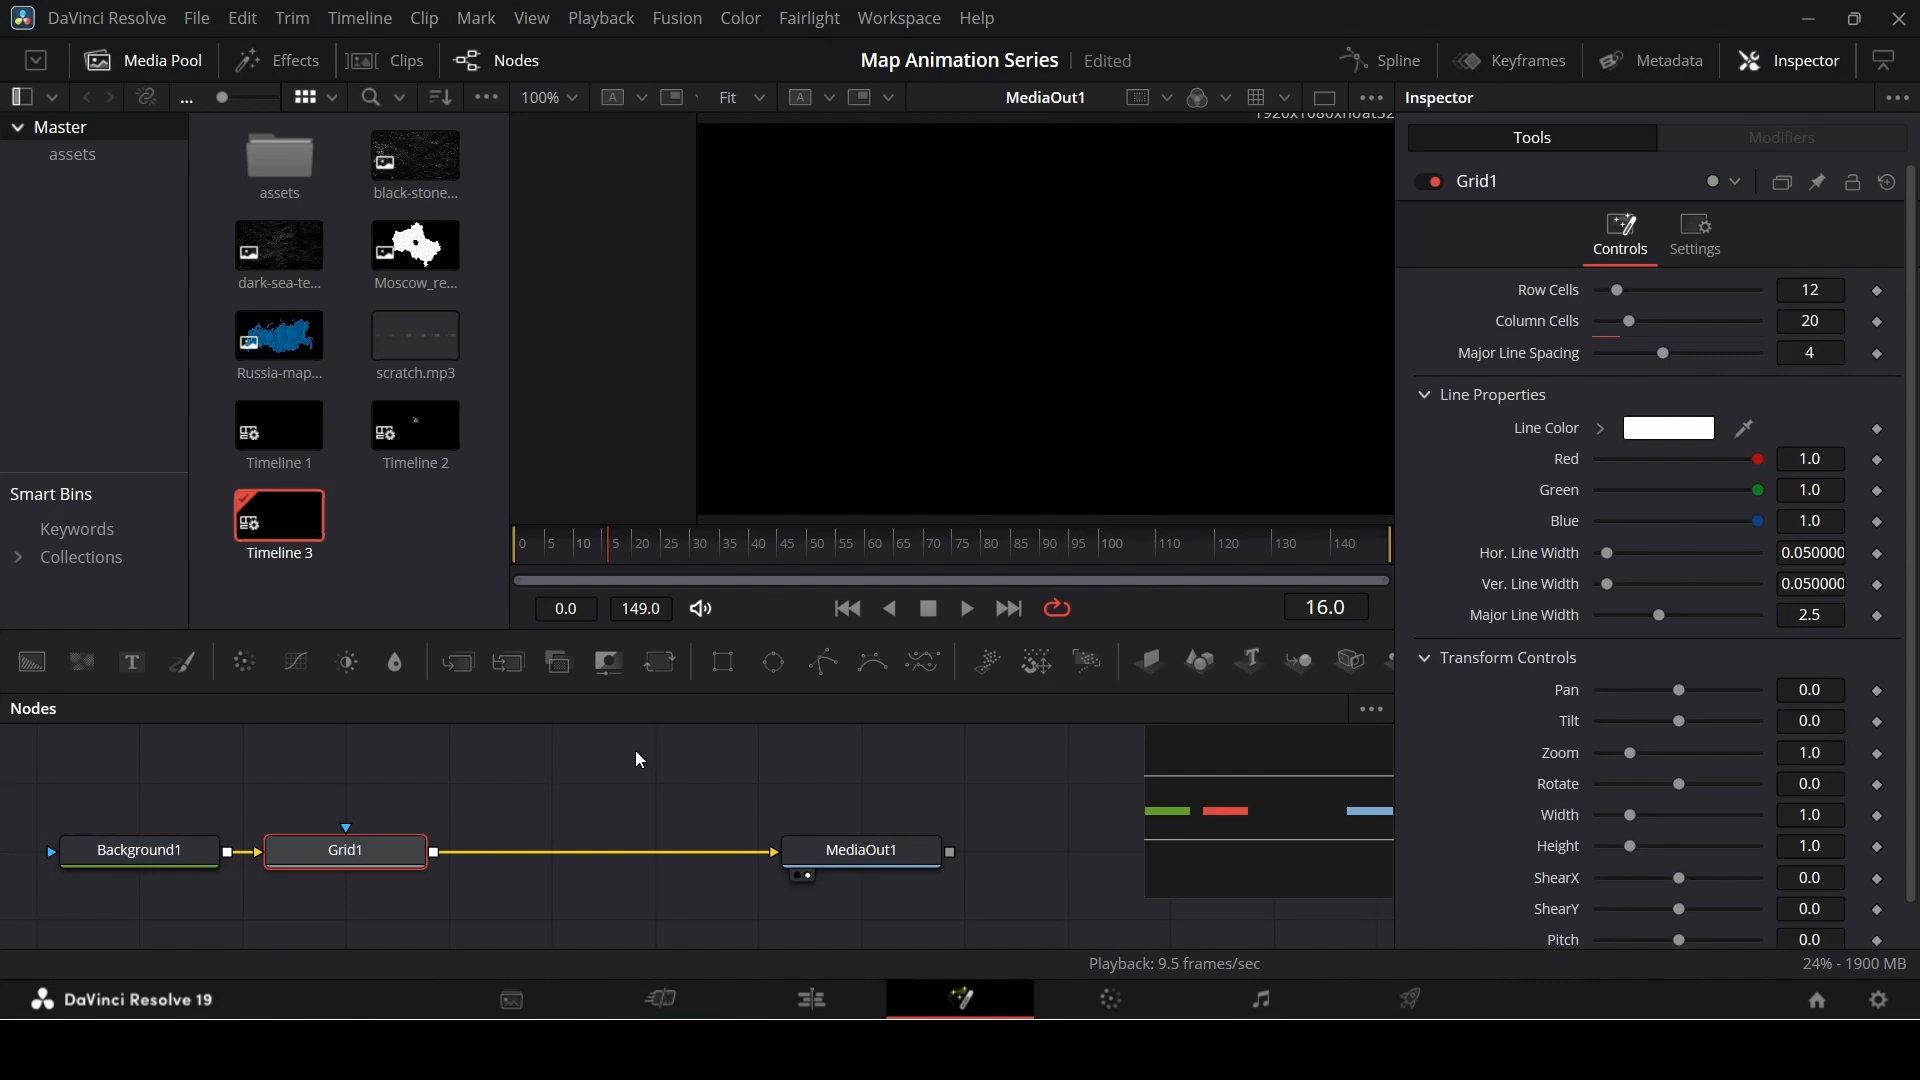 DaVinci Resolve File Edit Trim Timeline Clip Mark View Playback Fusion Color Fairlight Workspace Help
Media Pool Effects Clips Nodes Map Animation Series Edited Spline Keyframes Metadata Inspector
... 100% A Fit A MediaOut1 Inspector
Master
assets
assets
black-stone...
dark-sea-te...
Moscow_re...
Russia-map...
scratch.mp3
Timeline 1
Timeline 2
Timeline 3
Smart Bins
Keywords
Collections
0 5 10 5 20 25 30 35 40 45 50 55 60 65 70 75 80 85 90 95 100 110 120 130 140
0.0 149.0 16.0
T T
Tools Modifiers
Grid1
Controls Settings
Row Cells 12
Column Cells 20
Major Line Spacing 4
Line Properties
Line Color
Red 1.0
Green 1.0
Blue 1.0
Hor. Line Width 0.050000
Ver. Line Width 0.050000
Major Line Width 2.5
Transform Controls
Pan 0.0
Tilt 0.0
Zoom 1.0
Rotate 0.0
Width 1.0
Height 1.0
ShearX 0.0
ShearY 0.0
Pitch 0.0
Nodes
Background1 Grid1 MediaOut1
Playback: 9.5 frames/sec 24% - 1900 MB
DaVinci Resolve 19